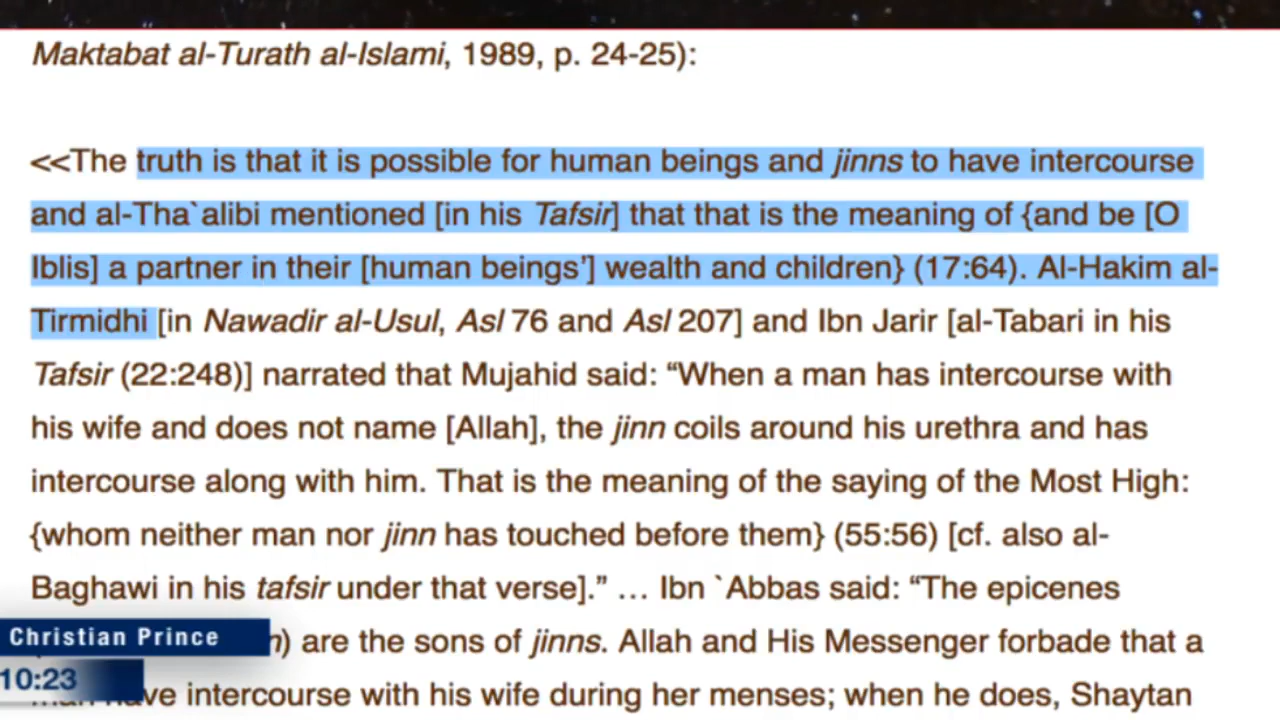 Maktabat al-Turath al-Islami, 1989, p. 24-25):
<<The truth is that it is possible for human beings and jinns to have intercourse
and al-Tha`alibi mentioned [in his Tafsir] that that is the meaning of {and be [O
Iblis] a partner in their [human beings’] wealth and children} (17:64). Al-Hakim al-
Tirmidhi [in Nawadir al-Usul, Asl 76 and Asl 207] and Ibn Jarir [al-Tabari in his
Tafsir (22:248)] narrated that Mujahid said: “When a man has intercourse with
his wife and does not name [Allah], the jinn coils around his urethra and has
intercourse along with him. That is the meaning of the saying of the Most High:
{whom neither man nor jinn has touched before them} (55:56) [cf. also al-
Baghawi in his tafsir under that verse].” … Ibn `Abbas said: “The epicenes
Christian Prince
n) are the sons of jinns. Allah and His Messenger forbade that a
10:23
man have intercourse with his wife during her menses; when he does, Shaytan